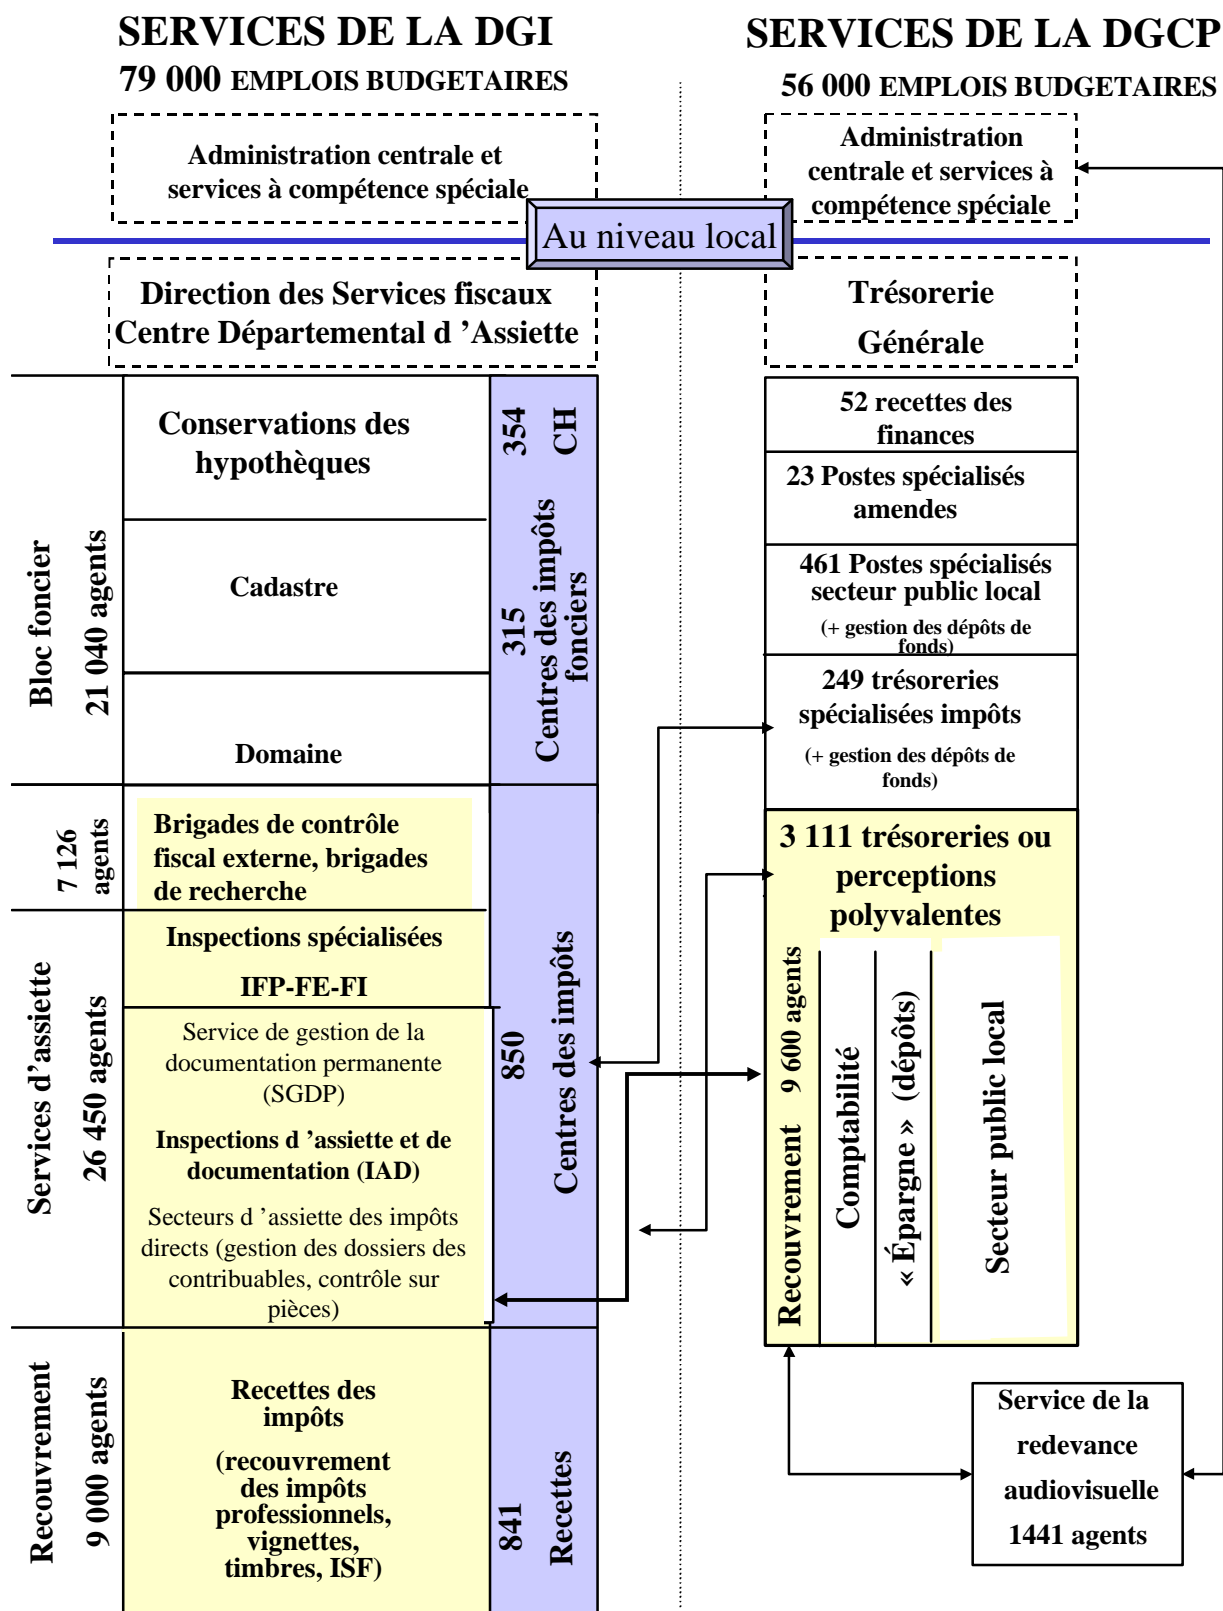 SERVICES DE LA DGI
79 000 EMPLOIS BUDGETAIRES
Administration centrale et
services à compétence spéciale
SERVICES DE LA DGCP
56 000 EMPLOIS BUDGETAIRES
Administration
centrale et services à
compétence spéciale
Au niveau local
Direction des Services fiscaux
Centre Départemental d ’Assiette
Trésorerie
Générale
Bloc foncier
21 040 agents
Conservations des
hypothèques
Cadastre
Domaine
354
CH
315
Centres des impôts
fonciers
7 126
agents
Brigades de contrôle
fiscal externe, brigades
de recherche
Services d’assiette
26 450 agents
Inspections spécialisées
IFP-FE-FI
Service de gestion de la
documentation permanente
(SGDP)
Inspections d ’assiette et de
documentation (IAD)
Secteurs d ’assiette des impôts
directs (gestion des dossiers des
contribuables, contrôle sur
pièces)
850
Centres des impôts
Recouvrement
9 000 agents
Recettes des
impôts
(recouvrement
des impôts
professionnels,
vignettes,
timbres, ISF)
841
Recettes
52 recettes des
finances
23 Postes spécialisés
amendes
461 Postes spécialisés
secteur public local
(+ gestion des dépôts de
fonds)
249 trésoreries
spécialisées impôts
(+ gestion des dépôts de
fonds)
3 111 trésoreries ou
perceptions
polyvalentes
Recouvrement 9 600 agents
Comptabilité
« Épargne » (dépôts)
Secteur public local
Service de la
redevance
audiovisuelle
1441 agents